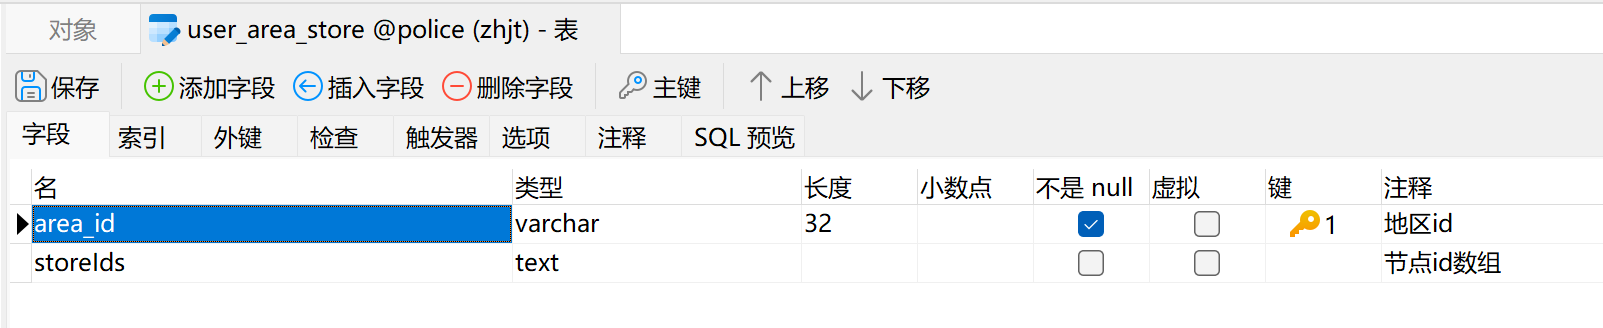 对象 user_area_store @police (zhjt) - 表
保存 添加字段 插入字段 删除字段 主键 上移 下移
字段 索引 外键 检查 触发器 选项 注释 SQL 预览
名 类型 长度 小数点 不是 null 虚拟 键 注释
area_id varchar 32 1 地区id
storeIds text 节点id数组